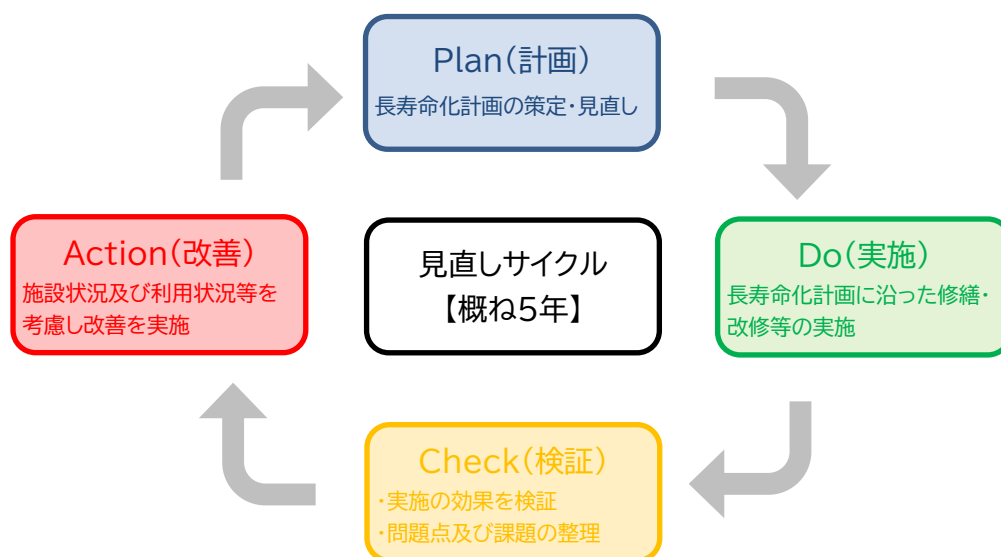 Plan(計画)
長寿命化計画の策定・見直し
Action(改善)
施設状況及び利用状況等を
考慮し改善を実施
見直しサイクル
【概ね5年】
Do(実施)
長寿命化計画に沿った修繕・
改修等の実施
Check(検証)
・実施の効果を検証
・問題点及び課題の整理